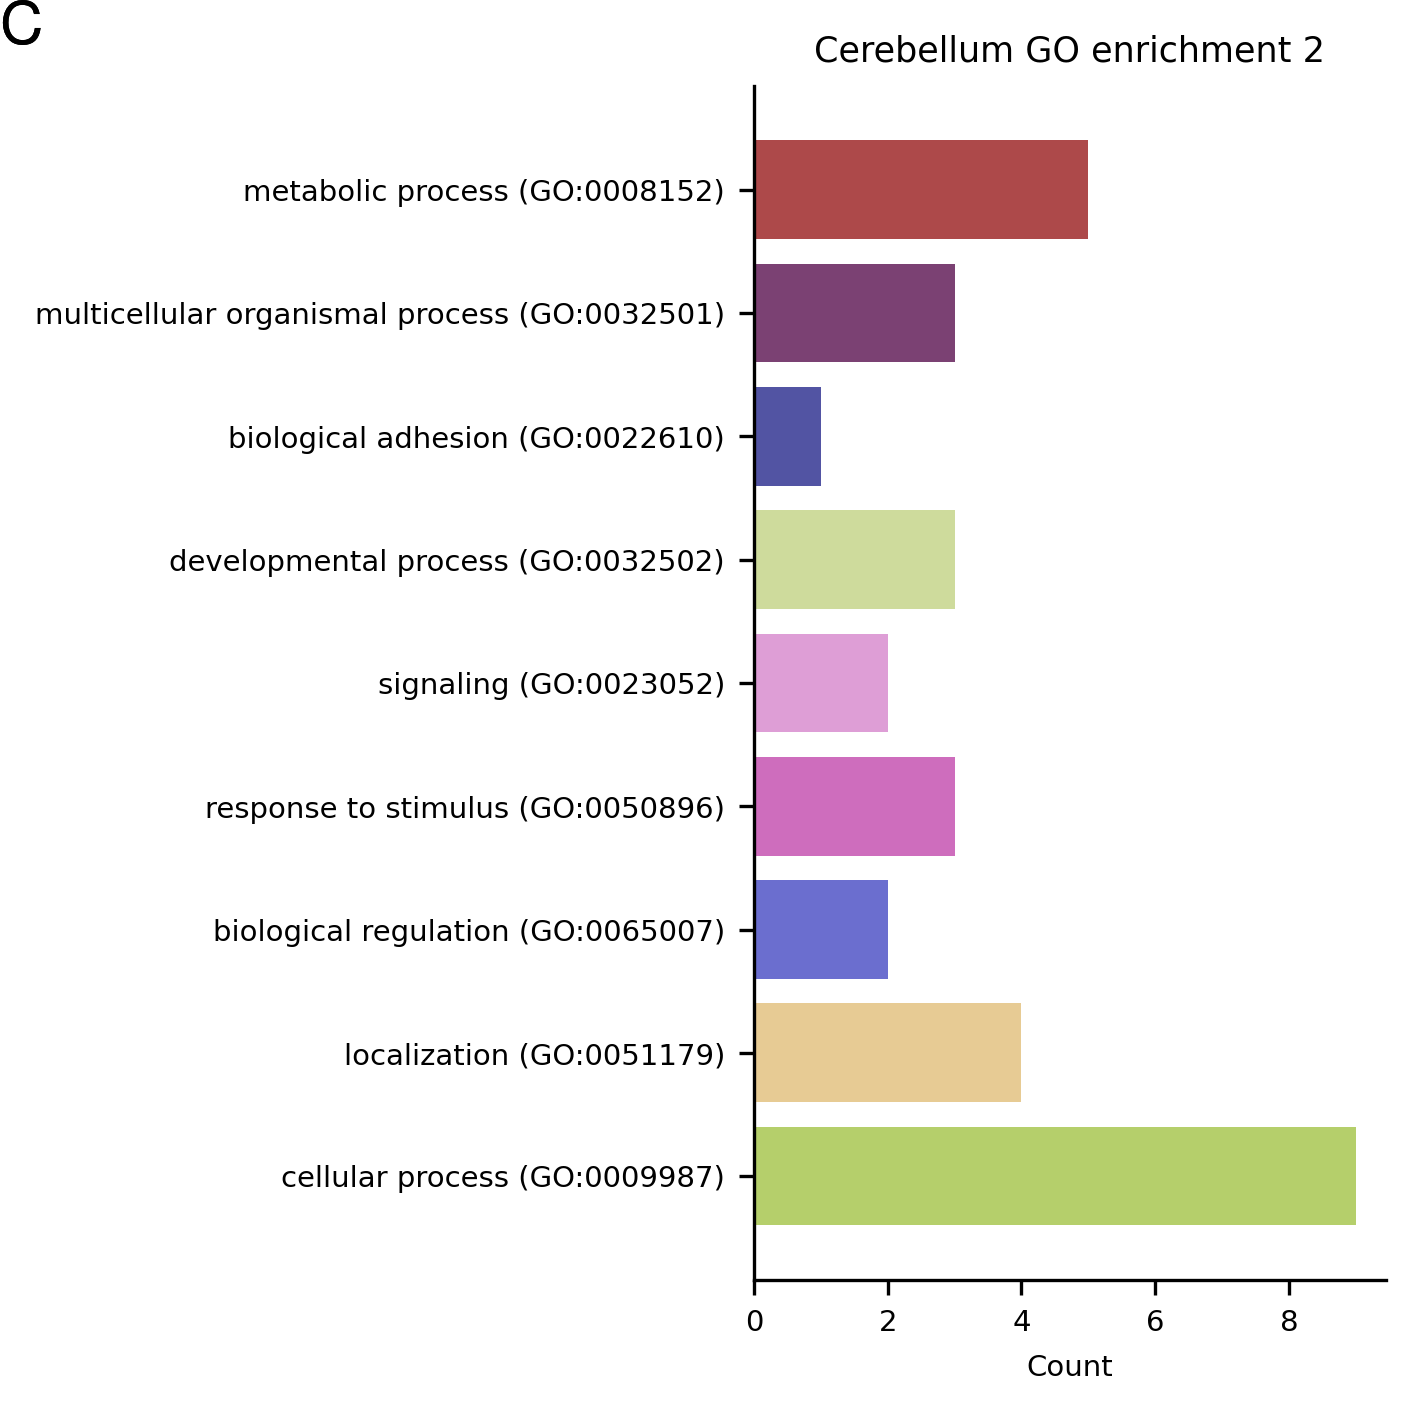 C
Cerebellum GO enrichment 2
metabolic process (GO:0008152)
multicellular organismal process (GO:0032501)
biological adhesion (GO:0022610)
developmental process (GO:0032502)
signaling (GO:0023052)
response to stimulus (GO:0050896)
biological regulation (GO:0065007)
localization (GO:0051179)
cellular process (GO:0009987)
0 2 4 6 8
Count